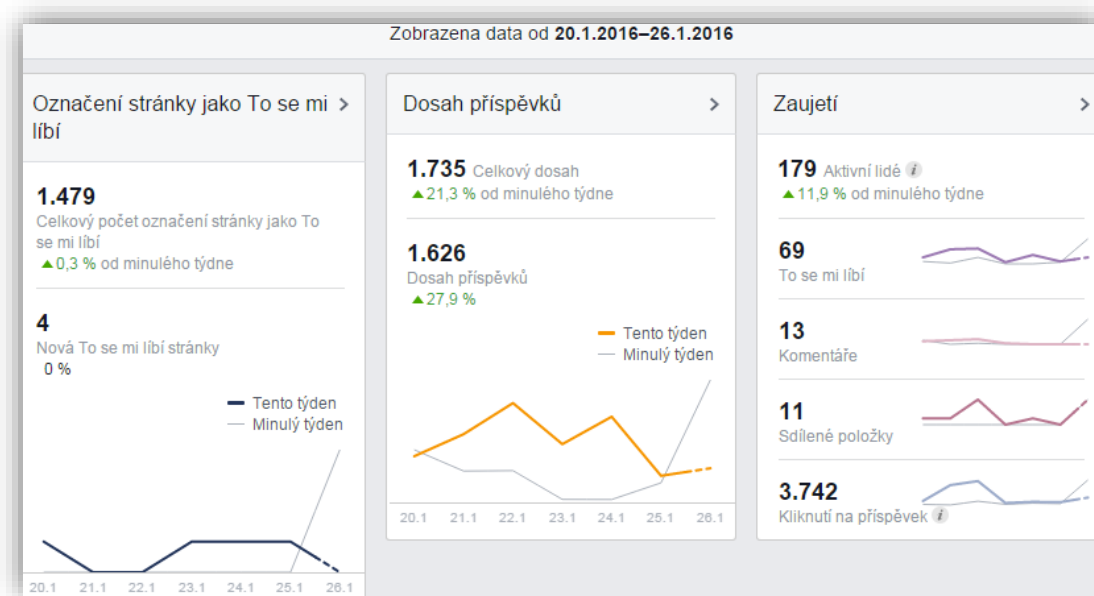 Zobrazena data od 20.1.2016–26.1.2016
Označení stránky jako To se mi
líbí
1.479
Celkový počet označení stránky jako To
se mi líbí
0,3 % od minulého týdne
4
Nová To se mi líbí stránky
0 %
Tento týden
Minulý týden
20.1 21.1 22.1 23.1 24.1 25.1 26.1
Dosah příspěvků
1.735 Celkový dosah
21,3 % od minulého týdne
1.626
Dosah příspěvků
27,9 %
Tento týden
Minulý týden
20.1 21.1 22.1 23.1 24.1 25.1 26.1
Zaujetí
179 Aktivní lidé
11,9 % od minulého týdne
69
To se mi líbí
13
Komentáře
11
Sdílené položky
3.742
Kliknutí na příspěvek